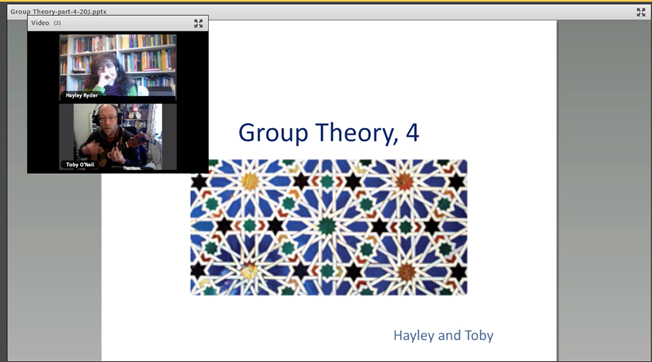 Group Theory-part-4-20J.pptx
Video (2)
Hayley Ryder
Toby O'Neil
Group Theory, 4
Hayley and Toby